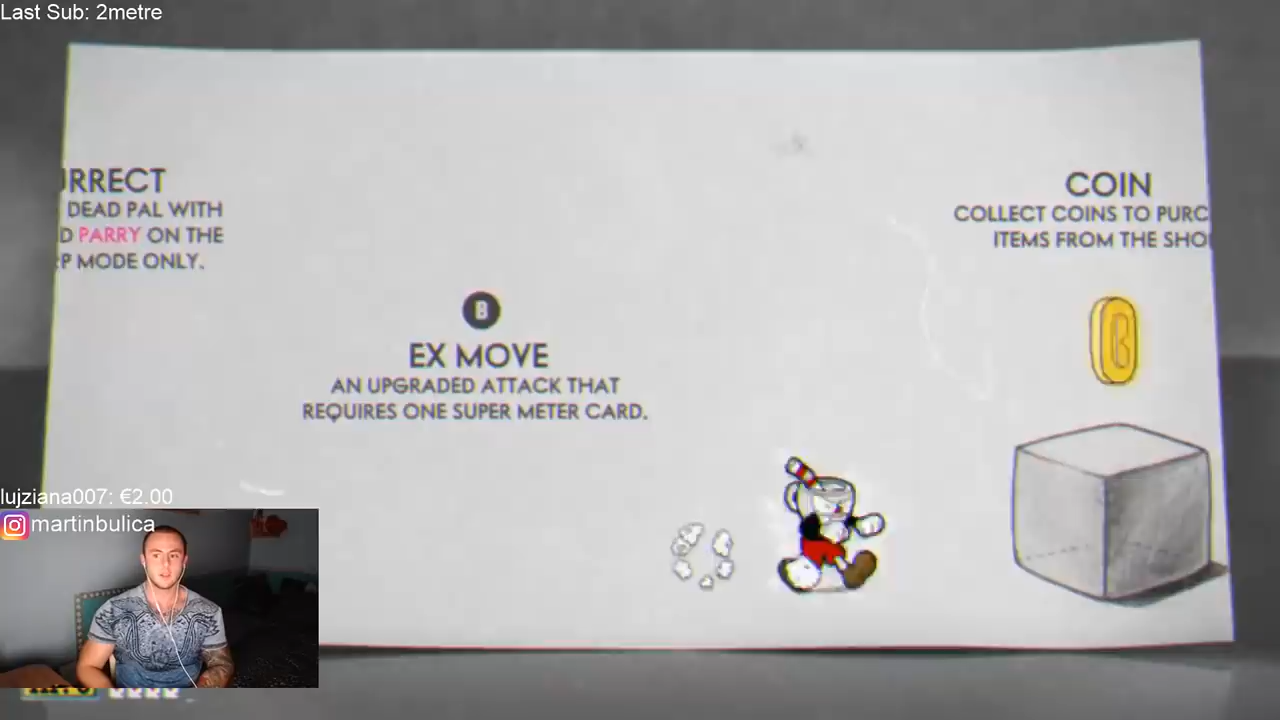 Last Sub: 2metre
RRECT
DEAD PAL WITH
D PARRY ON THE
P MODE ONLY.
B
EX MOVE
AN UPGRADED ATTACK THAT
REQUIRES ONE SUPER METER CARD.
COIN
COLLECT COINS TO PURC
ITEMS FROM THE SHO
lujziana007: €2.00
martinbulica